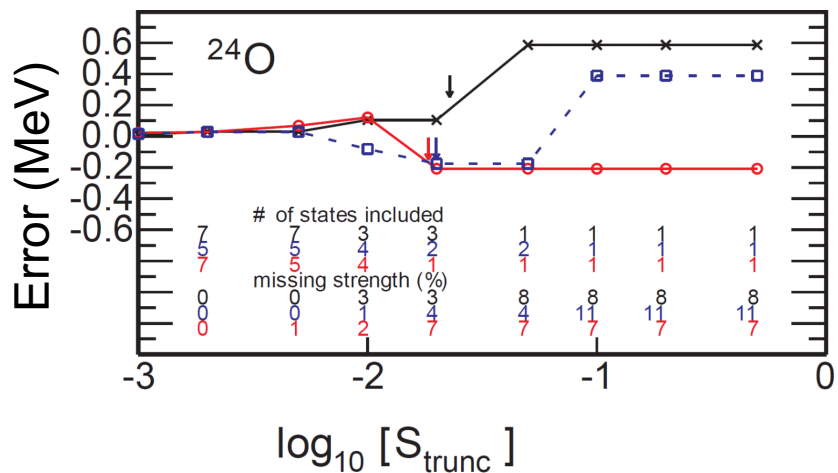 0.6
²⁴O
0.4
0.2
0.0
-0.2
-0.4
-0.6
Error (MeV)
# of states included
7 7 3 3 1 1 1 1
5 5 4 2 2 1 1 1
7 5 4 1 1 1 1 1
missing strength (%)
0 0 3 3 8 8 8 8
0 0 1 4 4 11 11 11
0 1 2 7 7 7 7 7
-3 -2 -1 0
log₁₀ [S_trunc]